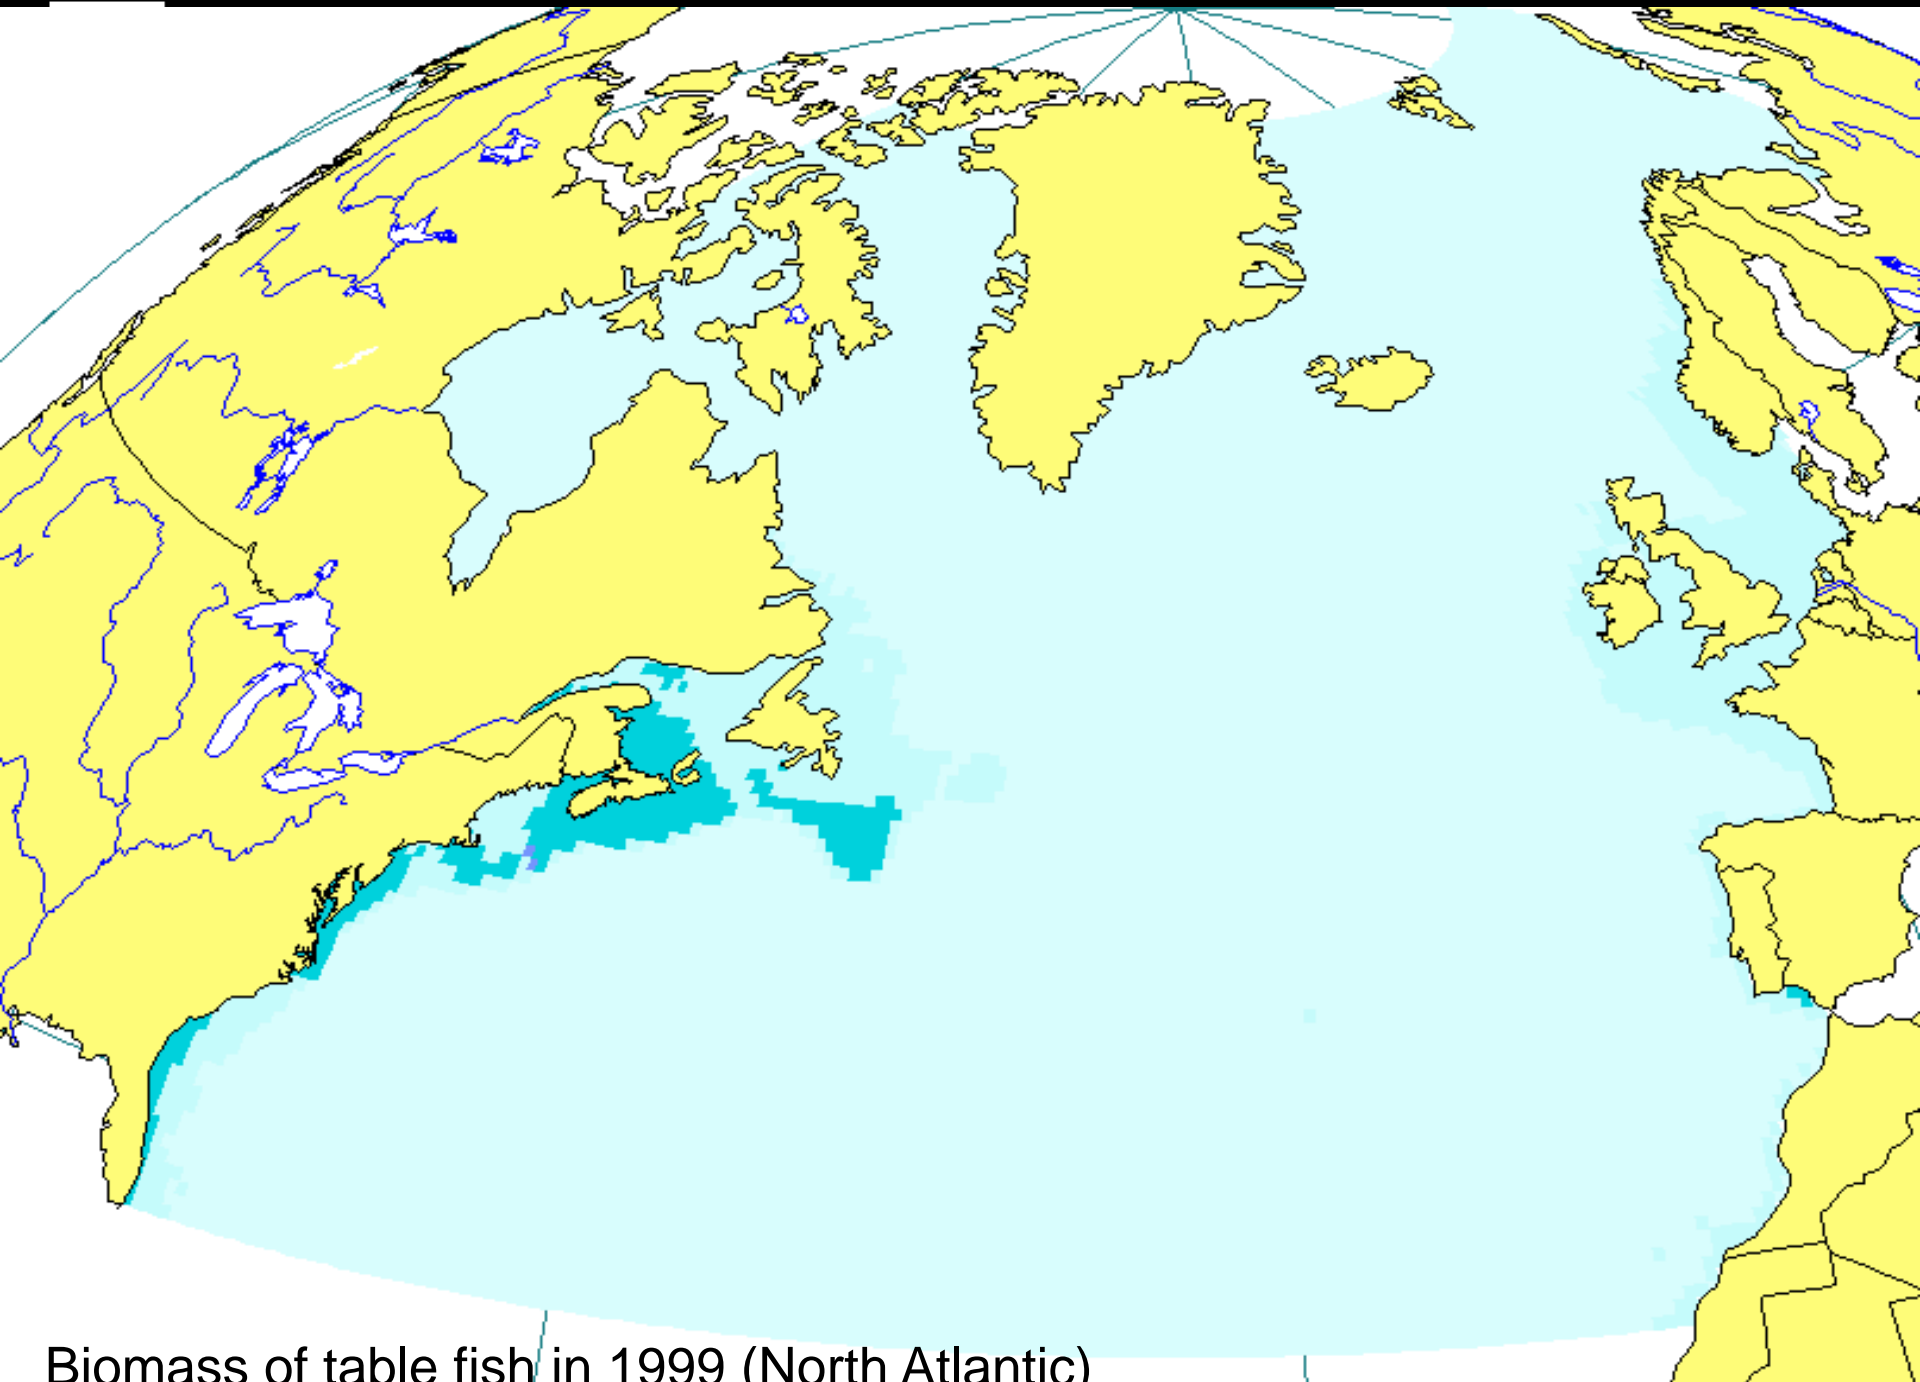 Biomass of table fish in 1999 (North Atlantic)